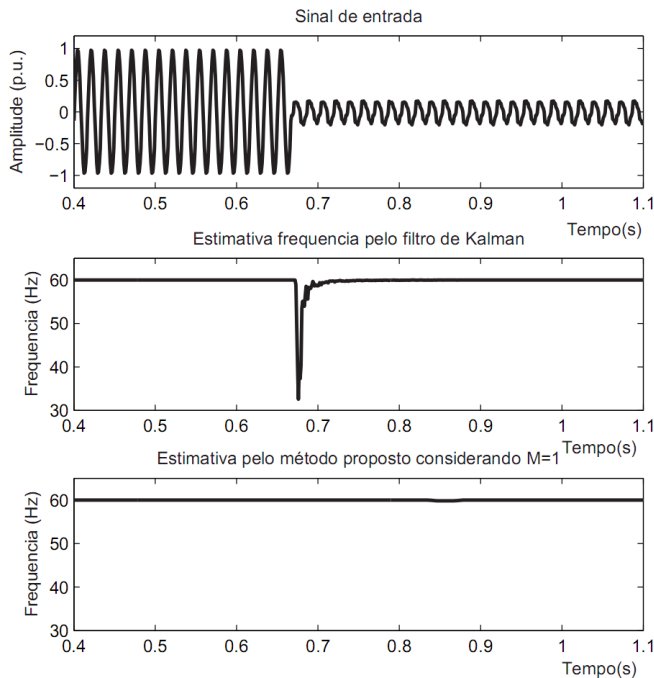 Sinal de entrada
Amplitude (p.u.)
1
0.5
0
−0.5
−1
0.4 0.5 0.6 0.7 0.8 0.9 1 1.1
Tempo(s)
Estimativa frequencia pelo filtro de Kalman
Frequencia (Hz)
60
50
40
30
0.4 0.5 0.6 0.7 0.8 0.9 1 1.1
Tempo(s)
Estimativa pelo método proposto considerando M=1
Frequencia (Hz)
60
50
40
30
0.4 0.5 0.6 0.7 0.8 0.9 1 1.1
Tempo(s)